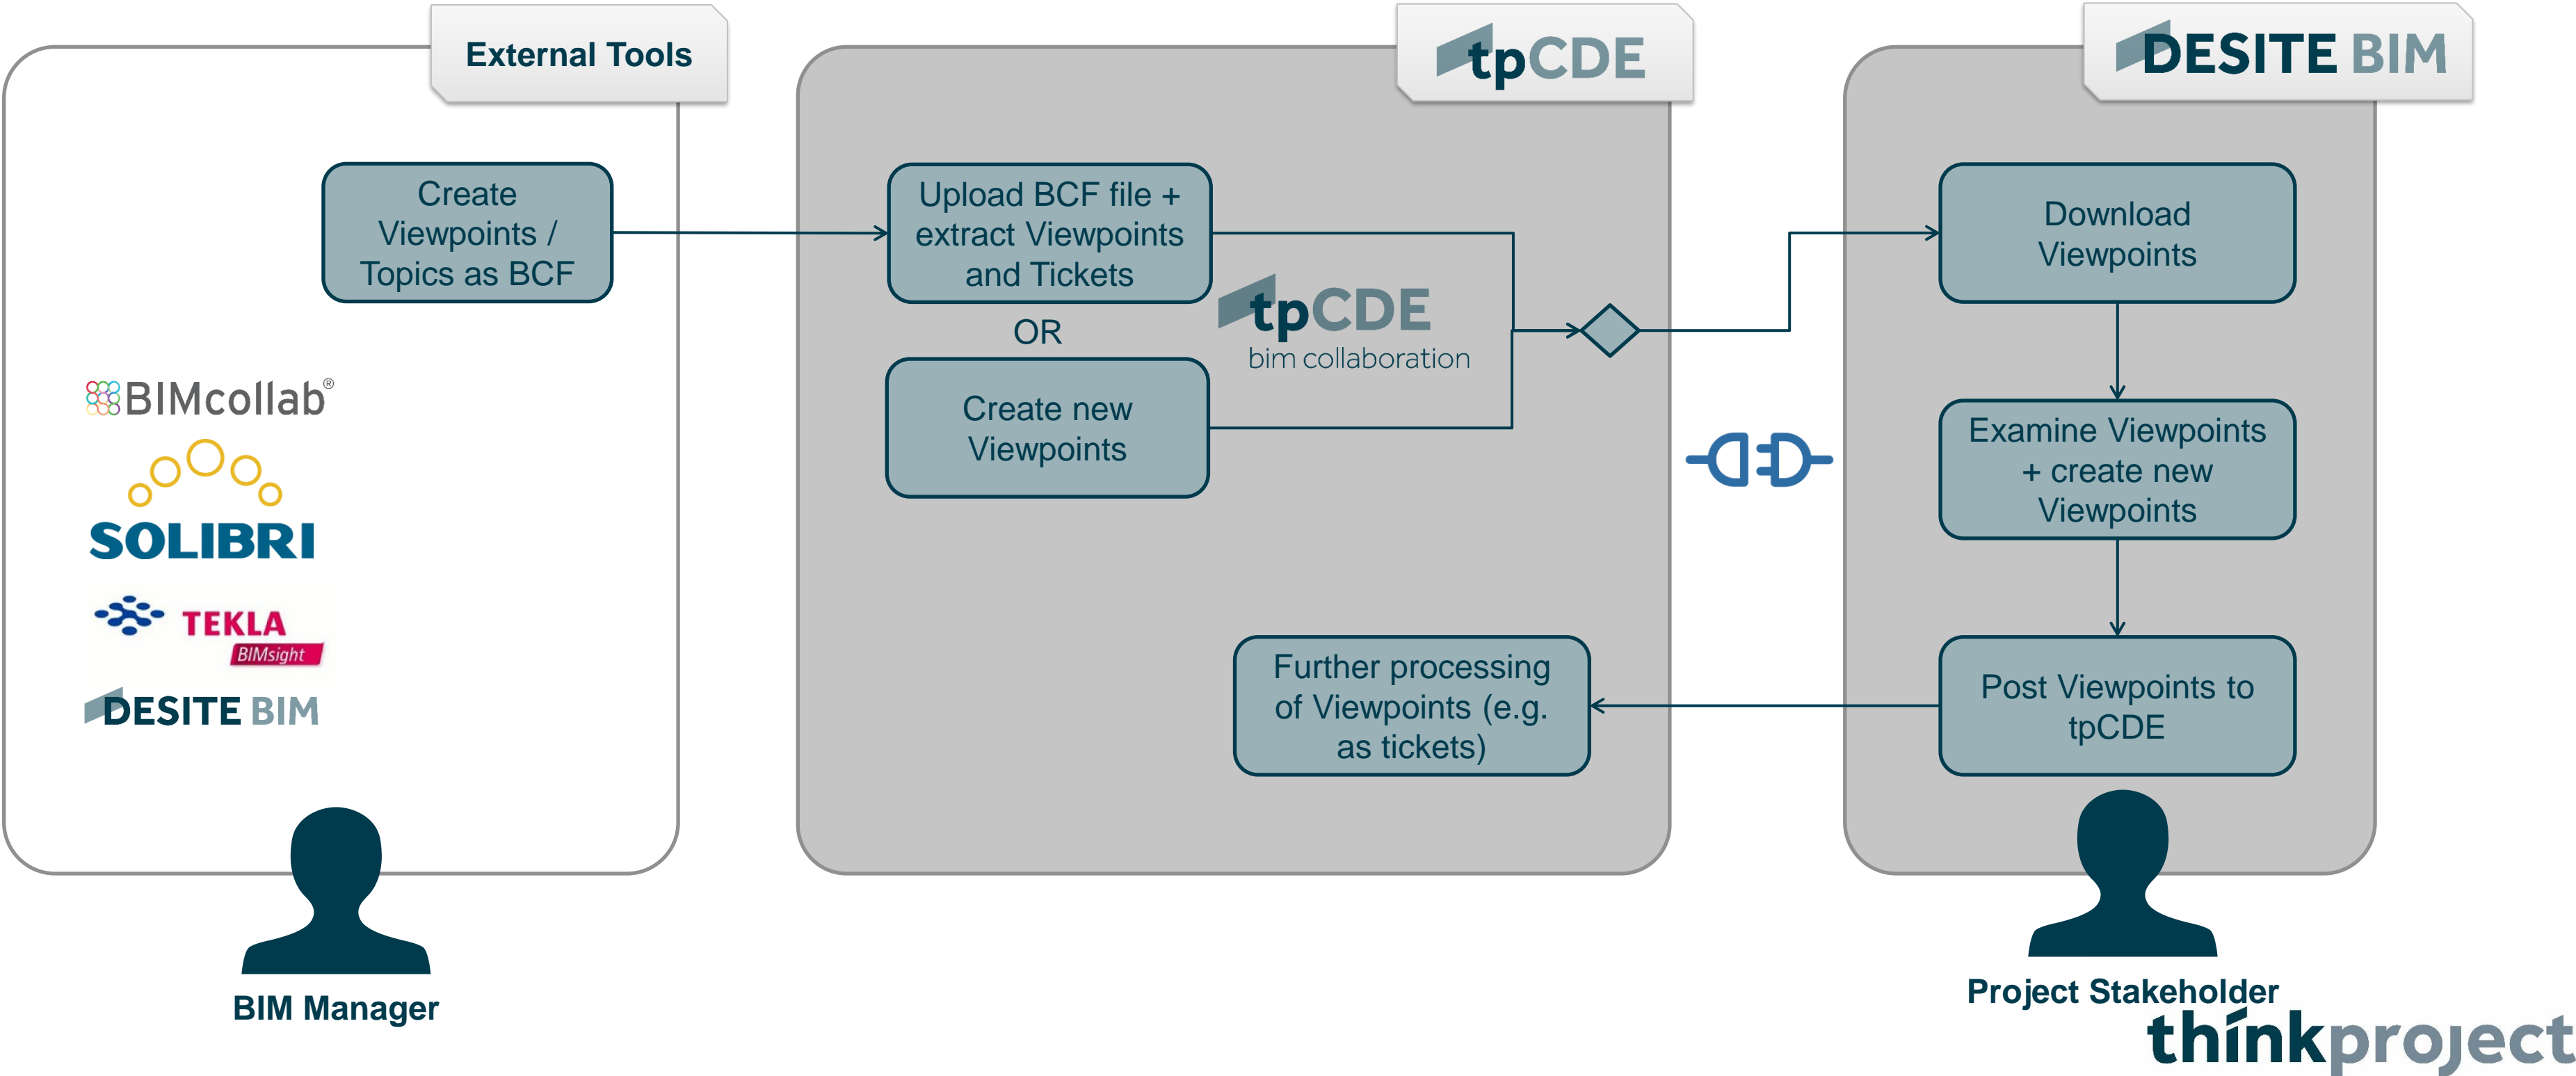 External Tools
tpCDE
DESITE BIM
Create
Viewpoints /
Topics as BCF
Upload BCF file +
extract Viewpoints
and Tickets
OR
Create new
Viewpoints
tpCDE
bim collaboration
Download
Viewpoints
Examine Viewpoints
+ create new
Viewpoints
Post Viewpoints to
tpCDE
Further processing
of Viewpoints (e.g.
as tickets)
BIMcollab®
SOLIBRI
TEKLA
BIMsight
DESITE BIM
BIM Manager
Project Stakeholder
thinkproject